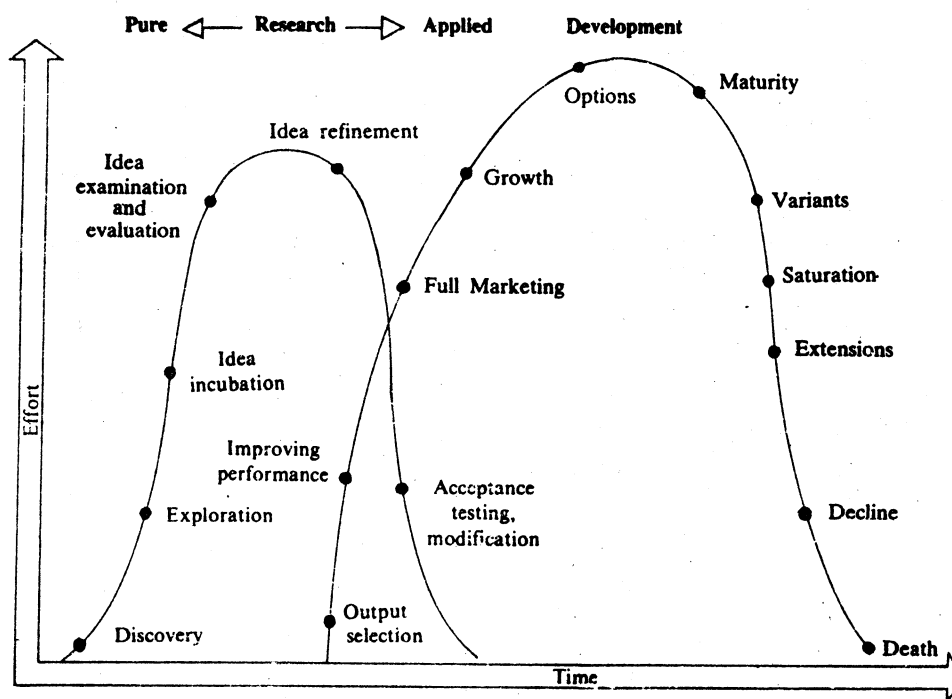 Pure Research Applied Development
Idea refinement
Idea
examination
and
evaluation
Idea
incubation
Exploration
Discovery
Improving
performance
Output
selection
Acceptance
testing,
modification
Full Marketing
Growth
Options
Maturity
Variants
Saturation
Extensions
Decline
Death
Effort
Time